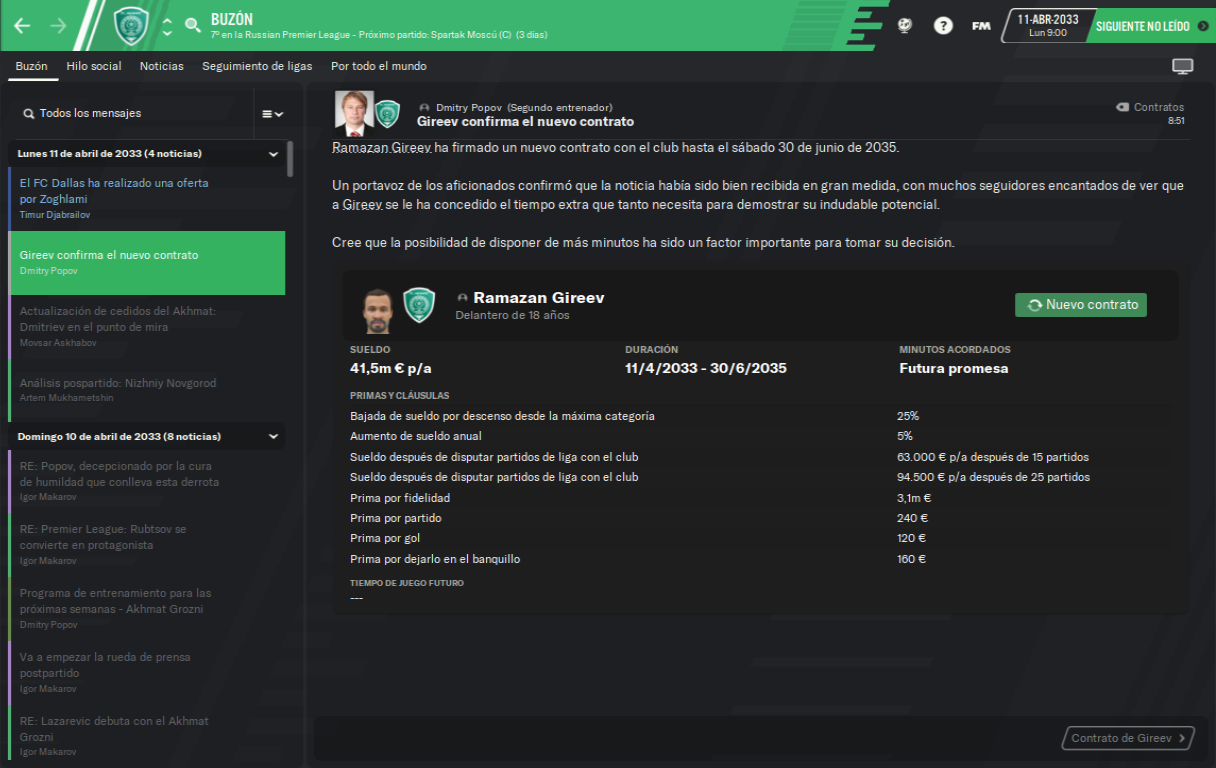 BUZÓN
7º en la Russian Premier League - Próximo partido: Spartak Moscú (C) (3 días)
FM
11-ABR-2033
Lun 9:00
SIGUIENTE NO LEÍDO
Buzón Hilo social Noticias Seguimiento de ligas Por todo el mundo
Todos los mensajes
Lunes 11 de abril de 2033 (4 noticias)
El FC Dallas ha realizado una oferta
por Zoghlami
Timur Djabrailov
Gireev confirma el nuevo contrato
Dmitry Popov
Actualización de cedidos del Akhmat:
Dmitriev en el punto de mira
Movsar Askhabov
Análisis pospartido: Nizhniy Novgorod
Artem Mukhametshin
Domingo 10 de abril de 2033 (8 noticias)
RE: Popov, decepcionado por la cura
de humildad que conlleva esta derrota
Igor Makarov
RE: Premier League: Rubtsov se
convierte en protagonista
Igor Makarov
Programa de entrenamiento para las
próximas semanas - Akhmat Grozni
Dmitry Popov
Va a empezar la rueda de prensa
postpartido
Igor Makarov
RE: Lazarevic debuta con el Akhmat
Grozni
Igor Makarov
Dmitry Popov (Segundo entrenador)
Gireev confirma el nuevo contrato
Contratos
8:51
Ramazan Gireev ha firmado un nuevo contrato con el club hasta el sábado 30 de junio de 2035.
Un portavoz de los aficionados confirmó que la noticia había sido bien recibida en gran medida, con muchos seguidores encantados de ver que
a Gireev se le ha concedido el tiempo extra que tanto necesita para demostrar su indudable potencial.
Cree que la posibilidad de disponer de más minutos ha sido un factor importante para tomar su decisión.
Ramazan Gireev
Delantero de 18 años
Nuevo contrato
SUELDO DURACIÓN MINUTOS ACORDADOS
41,5m € p/a 11/4/2033 - 30/6/2035 Futura promesa
PRIMAS Y CLÁUSULAS
Bajada de sueldo por descenso desde la máxima categoría 25%
Aumento de sueldo anual 5%
Sueldo después de disputar partidos de liga con el club 63.000 € p/a después de 15 partidos
Sueldo después de disputar partidos de liga con el club 94.500 € p/a después de 25 partidos
Prima por fidelidad 3,1m €
Prima por partido 240 €
Prima por gol 120 €
Prima por dejarlo en el banquillo 160 €
TIEMPO DE JUEGO FUTURO
---
Contrato de Gireev